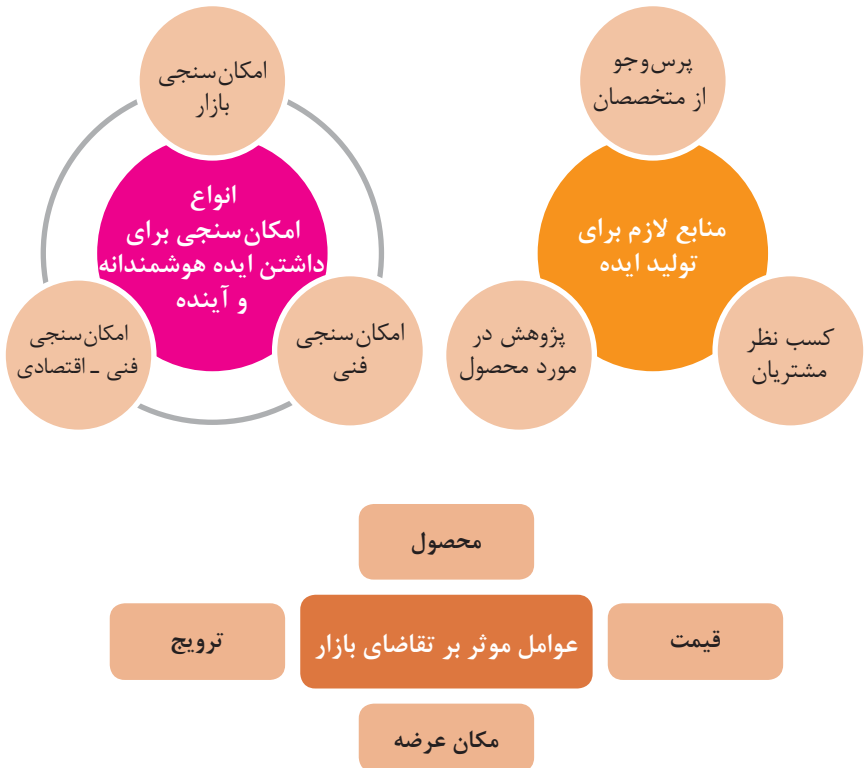 پرس‌وجو
از متخصصان
منابع لازم برای
تولید ایده
کسب نظر
مشتریان
پژوهش در
مورد محصول
امکان‌سنجی
بازار
انواع
امکان‌سنجی برای
داشتن ایده هوشمندانه
و آینده
امکان‌سنجی
فنی
امکان‌سنجی
فنی ـ اقتصادی
محصول
قیمت
عوامل موثر بر تقاضای بازار
ترویج
مکان عرضه